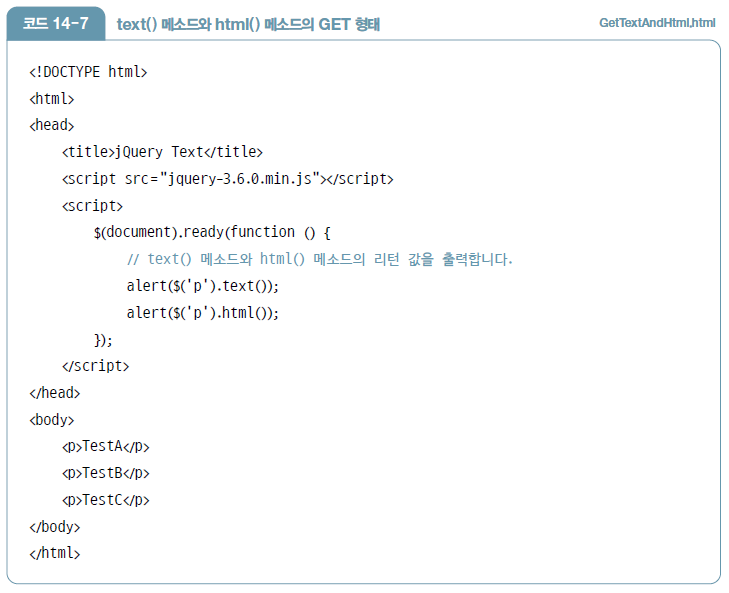 코드 14-7 text() 메소드와 html() 메소드의 GET 형태 GetTextAndHtml.html
<!DOCTYPE html>
<html>
<head>
    <title>jQuery Text</title>
    <script src="jquery-3.6.0.min.js"></script>
    <script>
        $(document).ready(function () {
            // text() 메소드와 html() 메소드의 리턴 값을 출력합니다.
            alert($('p').text());
            alert($('p').html());
        });
    </script>
</head>
<body>
    <p>TestA</p>
    <p>TestB</p>
    <p>TestC</p>
</body>
</html>